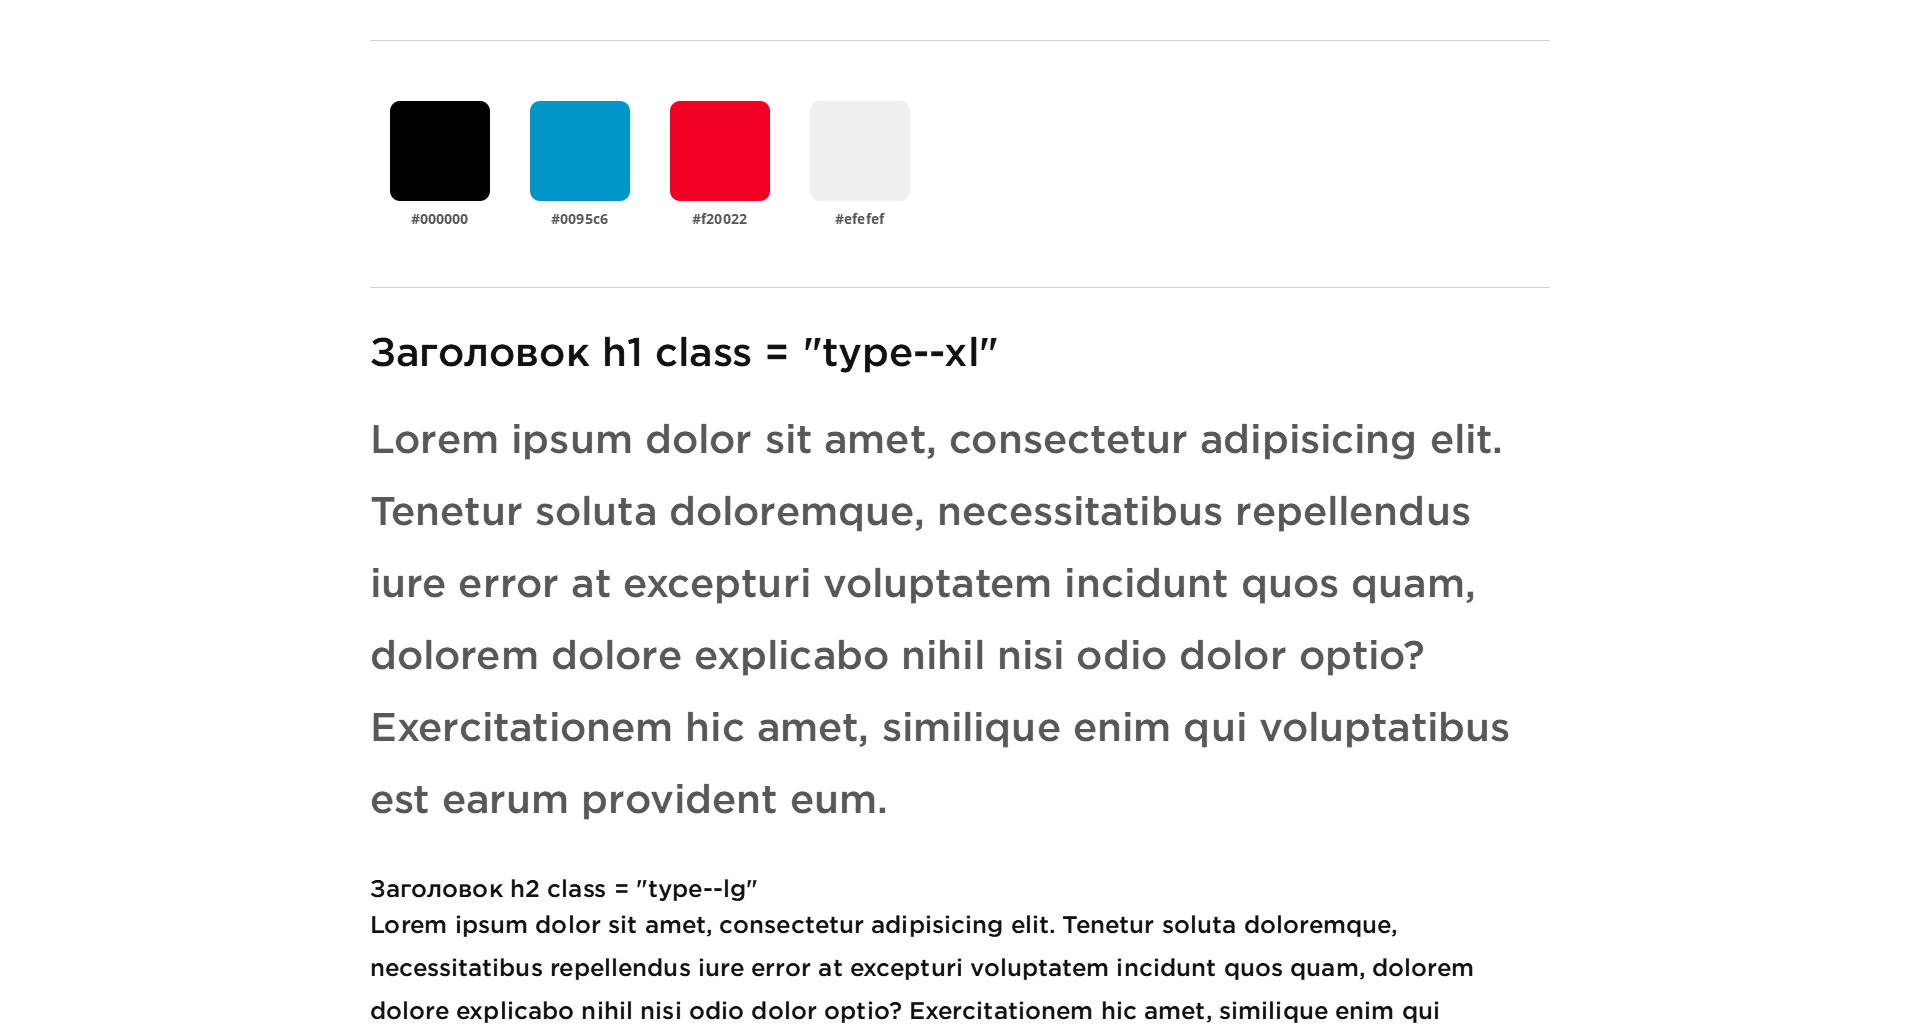 #000000 #0095c6 #f20022 #efefef
Заголовок h1 class = "type--xl"
Lorem ipsum dolor sit amet, consectetur adipisicing elit.
Tenetur soluta doloremque, necessitatibus repellendus
iure error at excepturi voluptatem incidunt quos quam,
dolorem dolore explicabo nihil nisi odio dolor optio?
Exercitationem hic amet, similique enim qui voluptatibus
est earum provident eum.
Заголовок h2 class = "type--lg"
Lorem ipsum dolor sit amet, consectetur adipisicing elit. Tenetur soluta doloremque,
necessitatibus repellendus iure error at excepturi voluptatem incidunt quos quam, dolorem
dolore explicabo nihil nisi odio dolor optio? Exercitationem hic amet, similique enim qui